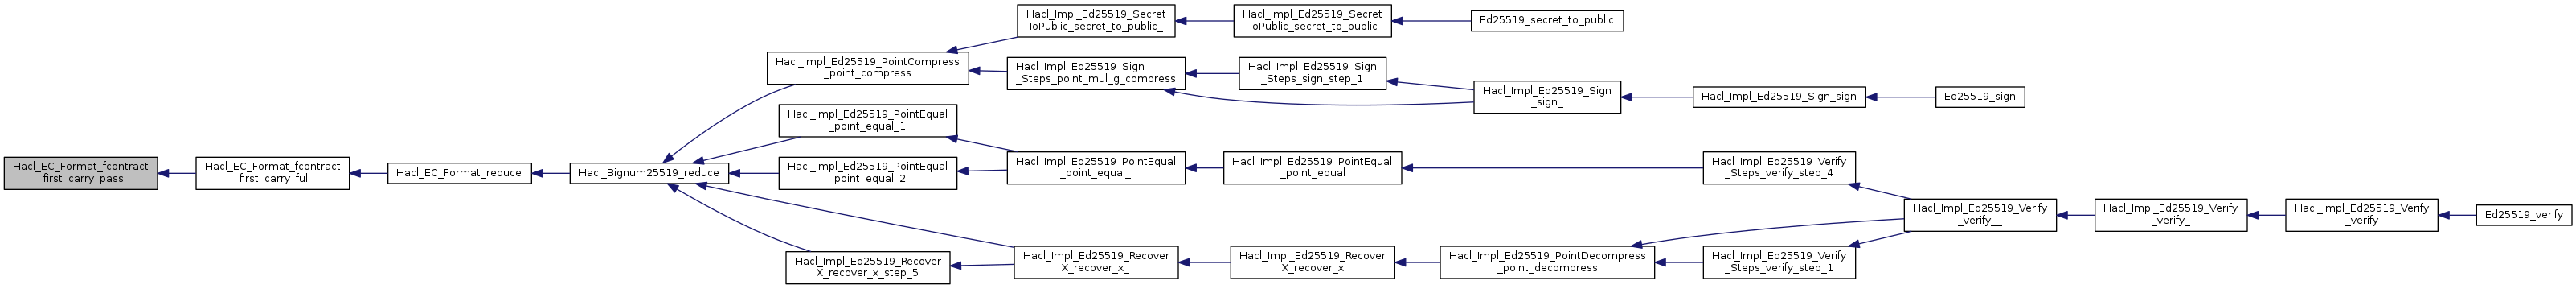 Hacl_EC_Format_fcontract
_first_carry_pass
Hacl_EC_Format_fcontract
_first_carry_full
Hacl_EC_Format_reduce
Hacl_Bignum25519_reduce
Hacl_Impl_Ed25519_PointCompress
_point_compress
Hacl_Impl_Ed25519_Secret
ToPublic_secret_to_public_
Hacl_Impl_Ed25519_Secret
ToPublic_secret_to_public
Ed25519_secret_to_public
Hacl_Impl_Ed25519_Sign
_Steps_point_mul_g_compress
Hacl_Impl_Ed25519_Sign
_Steps_sign_step_1
Hacl_Impl_Ed25519_Sign
_sign_
Hacl_Impl_Ed25519_Sign_sign
Ed25519_sign
Hacl_Impl_Ed25519_PointEqual
_point_equal_1
Hacl_Impl_Ed25519_PointEqual
_point_equal_2
Hacl_Impl_Ed25519_PointEqual
_point_equal_
Hacl_Impl_Ed25519_PointEqual
_point_equal
Hacl_Impl_Ed25519_Verify
_Steps_verify_step_4
Hacl_Impl_Ed25519_Verify
_verify__
Hacl_Impl_Ed25519_Verify
_verify_
Hacl_Impl_Ed25519_Verify
_verify
Ed25519_verify
Hacl_Impl_Ed25519_Recover
X_recover_x_step_5
Hacl_Impl_Ed25519_Recover
X_recover_x_
Hacl_Impl_Ed25519_Recover
X_recover_x
Hacl_Impl_Ed25519_PointDecompress
_point_decompress
Hacl_Impl_Ed25519_Verify
_Steps_verify_step_1